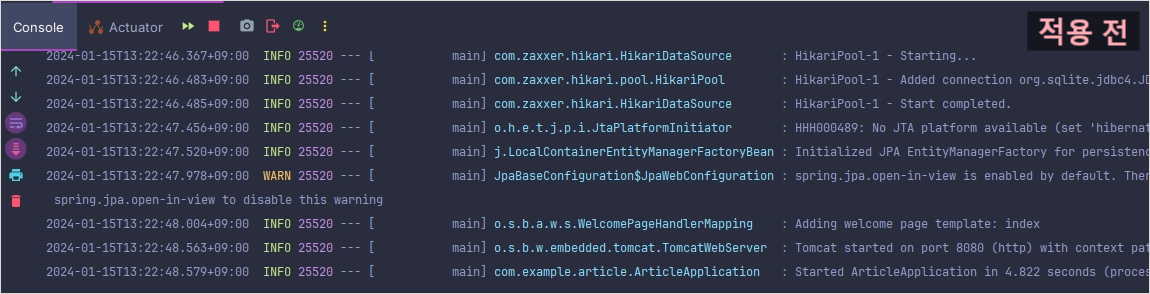 Console Actuator
적용 전
2024-01-15T13:22:46.367+09:00  INFO 25520 --- [           main] com.zaxxer.hikari.HikariDataSource       : HikariPool-1 - Starting...
2024-01-15T13:22:46.483+09:00  INFO 25520 --- [           main] com.zaxxer.hikari.pool.HikariPool        : HikariPool-1 - Added connection org.sqlite.jdbc4.JD
2024-01-15T13:22:46.485+09:00  INFO 25520 --- [           main] com.zaxxer.hikari.HikariDataSource       : HikariPool-1 - Start completed.
2024-01-15T13:22:47.456+09:00  INFO 25520 --- [           main] o.h.e.t.j.p.i.JtaPlatformInitiator       : HHH000489: No JTA platform available (set 'hibernat
2024-01-15T13:22:47.520+09:00  INFO 25520 --- [           main] j.LocalContainerEntityManagerFactoryBean : Initialized JPA EntityManagerFactory for persistenc
2024-01-15T13:22:47.978+09:00  WARN 25520 --- [           main] JpaBaseConfiguration$JpaWebConfiguration : spring.jpa.open-in-view is enabled by default. Ther
spring.jpa.open-in-view to disable this warning
2024-01-15T13:22:48.004+09:00  INFO 25520 --- [           main] o.s.b.a.w.s.WelcomePageHandlerMapping    : Adding welcome page template: index
2024-01-15T13:22:48.563+09:00  INFO 25520 --- [           main] o.s.b.w.embedded.tomcat.TomcatWebServer  : Tomcat started on port 8080 (http) with context pat
2024-01-15T13:22:48.579+09:00  INFO 25520 --- [           main] com.example.article.ArticleApplication   : Started ArticleApplication in 4.822 seconds (proces